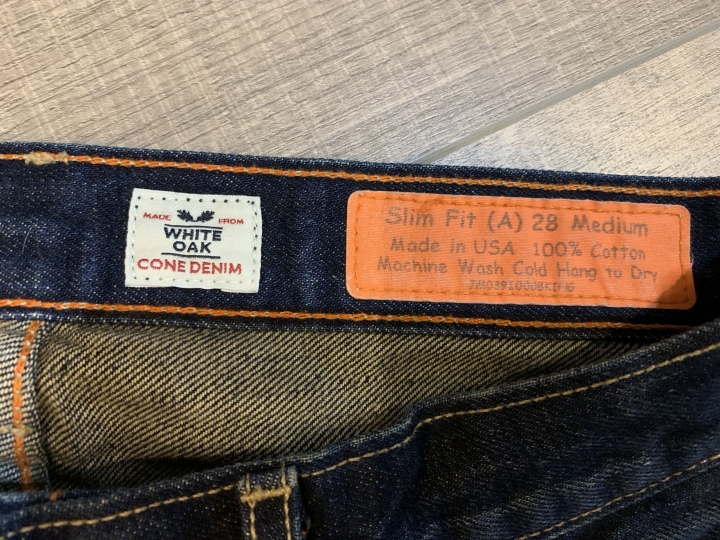 MADE FROM
WHITE
OAK
CONE DENIM
Slim Fit (A) 28 Medium
Made in USA 100% Cotton
Machine Wash Cold Hang to Dry